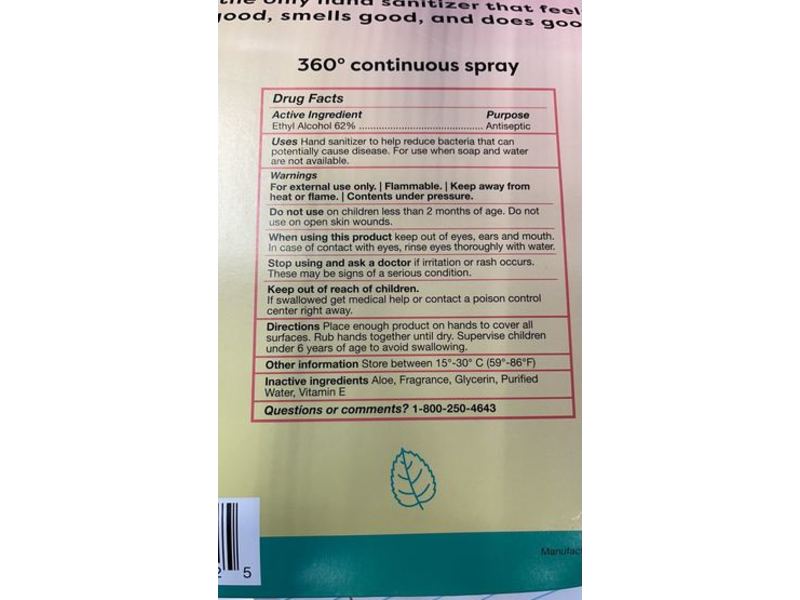 the only hand sanitizer that feel
good, smells good, and does goo
360° continuous spray
Drug Facts
Active Ingredient Purpose
Ethyl Alcohol 62% ................................................ Antiseptic
Uses Hand sanitizer to help reduce bacteria that can
potentially cause disease. For use when soap and water
are not available.
Warnings
For external use only. | Flammable. | Keep away from
heat or flame. | Contents under pressure.
Do not use on children less than 2 months of age. Do not
use on open skin wounds.
When using this product keep out of eyes, ears and mouth.
In case of contact with eyes, rinse eyes thoroughly with water.
Stop using and ask a doctor if irritation or rash occurs.
These may be signs of a serious condition.
Keep out of reach of children.
If swallowed get medical help or contact a poison control
center right away.
Directions Place enough product on hands to cover all
surfaces. Rub hands together until dry. Supervise children
under 6 years of age to avoid swallowing.
Other information Store between 15°-30° C (59°-86°F)
Inactive ingredients Aloe, Fragrance, Glycerin, Purified
Water, Vitamin E
Questions or comments? 1-800-250-4643
Manufac
2 5